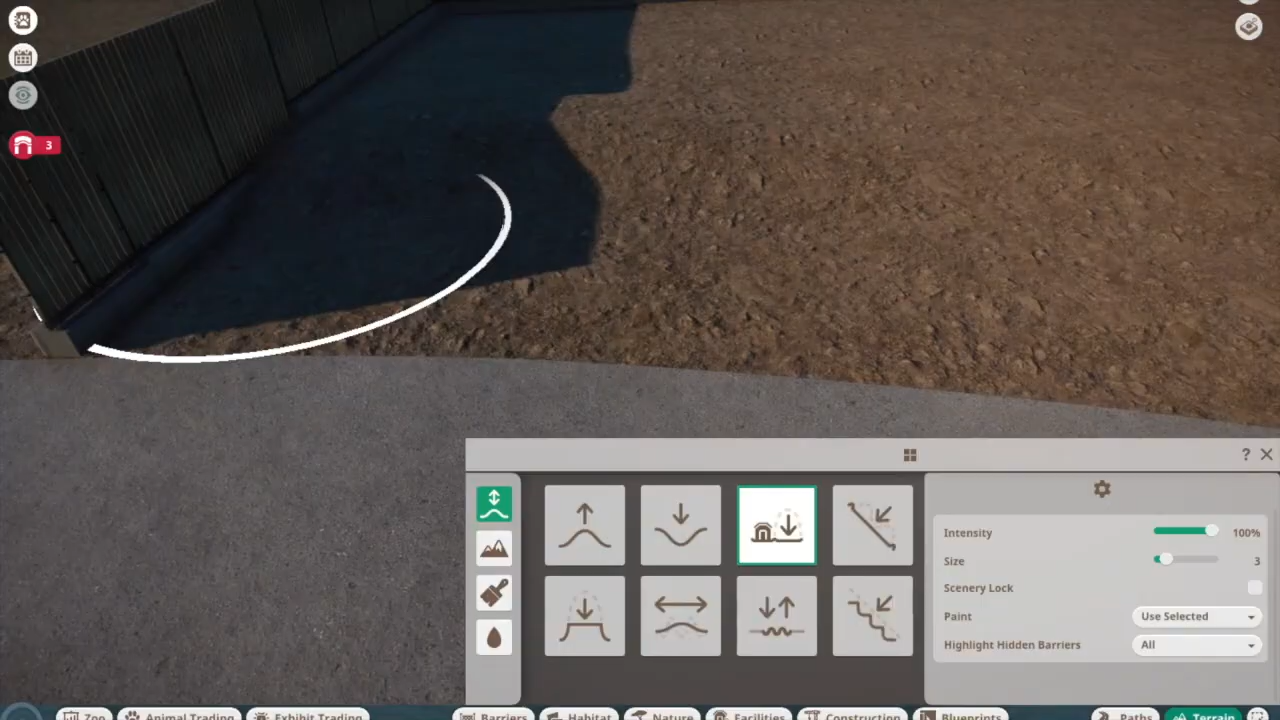 3
?
Intensity 100%
Size 3
Scenery Lock
Paint Use Selected
Highlight Hidden Barriers All
Zoo Animal Trading Exhibit Trading Barriers Habitat Nature Facilities Construction Blueprints Paths Terrain